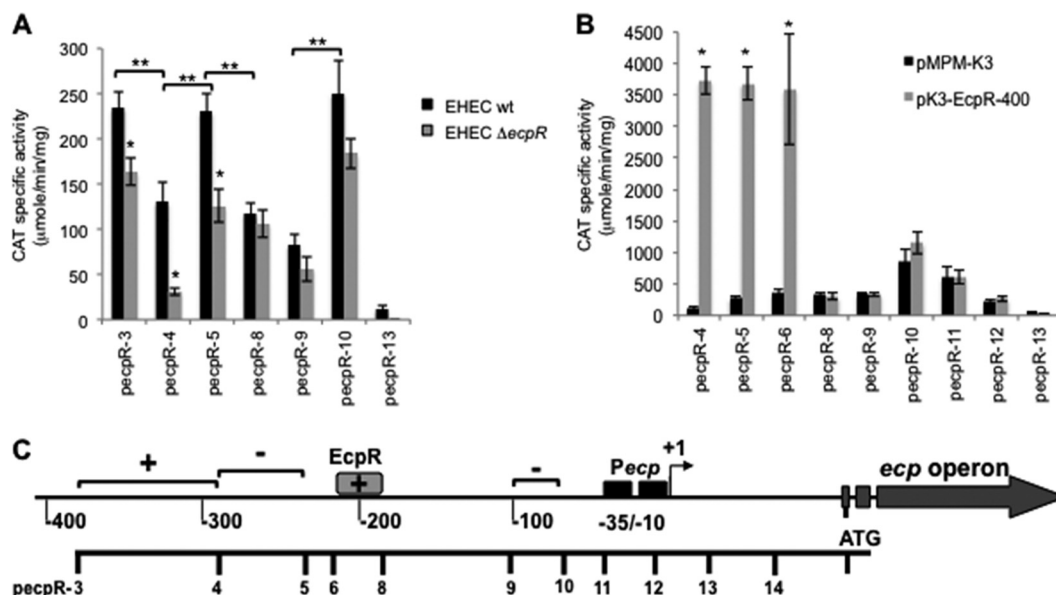 A
CAT specific activity
(µmole/min/mg)
300
250
200
150
100
50
0
** ** ** **
* * *
EHEC wt
EHEC ΔecpR
pecpR-3
pecpR-4
pecpR-5
pecpR-8
pecpR-9
pecpR-10
pecpR-13
B
CAT specific activity
(µmole/min/mg)
4500
4000
3500
3000
2500
2000
1500
1000
500
0
* * *
pMPM-K3
pK3-EcpR-400
pecpR-4
pecpR-5
pecpR-6
pecpR-8
pecpR-9
pecpR-10
pecpR-11
pecpR-12
pecpR-13
C
+ - EcpR + - Pecp +1 ecp operon
-400 -300 -200 -100 -35/-10
ATG
pecpR-3 4 5 6 8 9 10 11 12 13 14